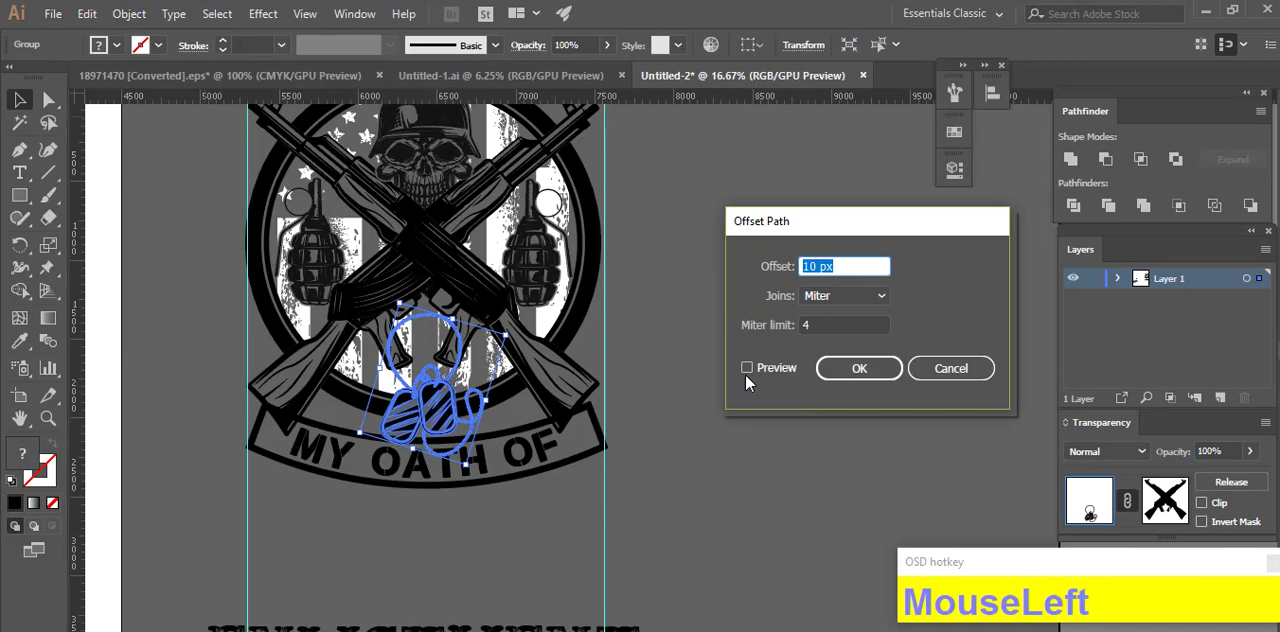 Ai File Edit Object Type Select Effect View Window Help Br St Essentials Classic Search Adobe Stock
Group ? Stroke: Basic Opacity: 100% Style: Transform
18971470 [Converted].eps* @ 100% (CMYK/GPU Preview) × Untitled-1.ai @ 6.25% (RGB/GPU Preview) × Untitled-2* @ 16.67% (RGB/GPU Preview) ×
4500 5000 5500 6000 6500 7000 7500 8000 8500 9000
Pathfinder
Shape Modes:
Expand
Pathfinders:
Layers
Layer 1
1 Layer
Transparency
Normal Opacity: 100%
Release
Clip
Invert Mask
Offset Path
Offset: 10 px
Joins: Miter
Miter limit: 4
Preview OK Cancel
MY OATH OF
?
OSD hotkey
MouseLeft